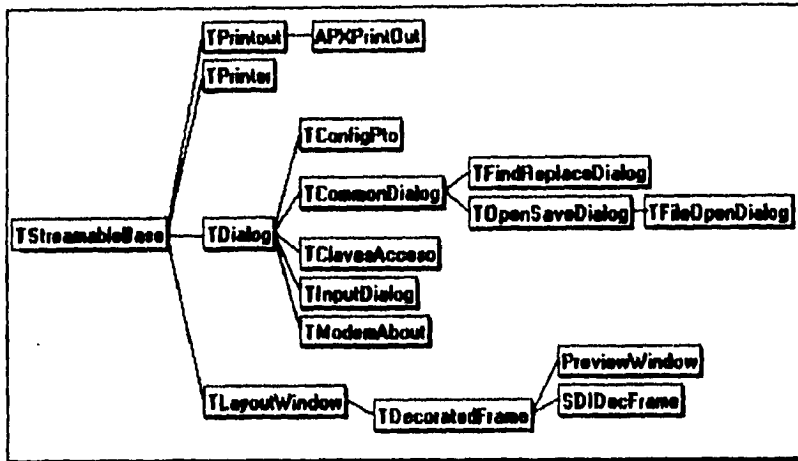 TPrintout
APXPrintOut
TPrinter
TConfigPto
TCommonDialog
TFindReplaceDialog
TOpenSaveDialog
TFileOpenDialog
TStreamableBase
TDialog
TClavesAcceso
TInputDialog
TModemAbout
TLayoutWindow
TDecoratedFrame
PreviewWindow
SDIDecFrame